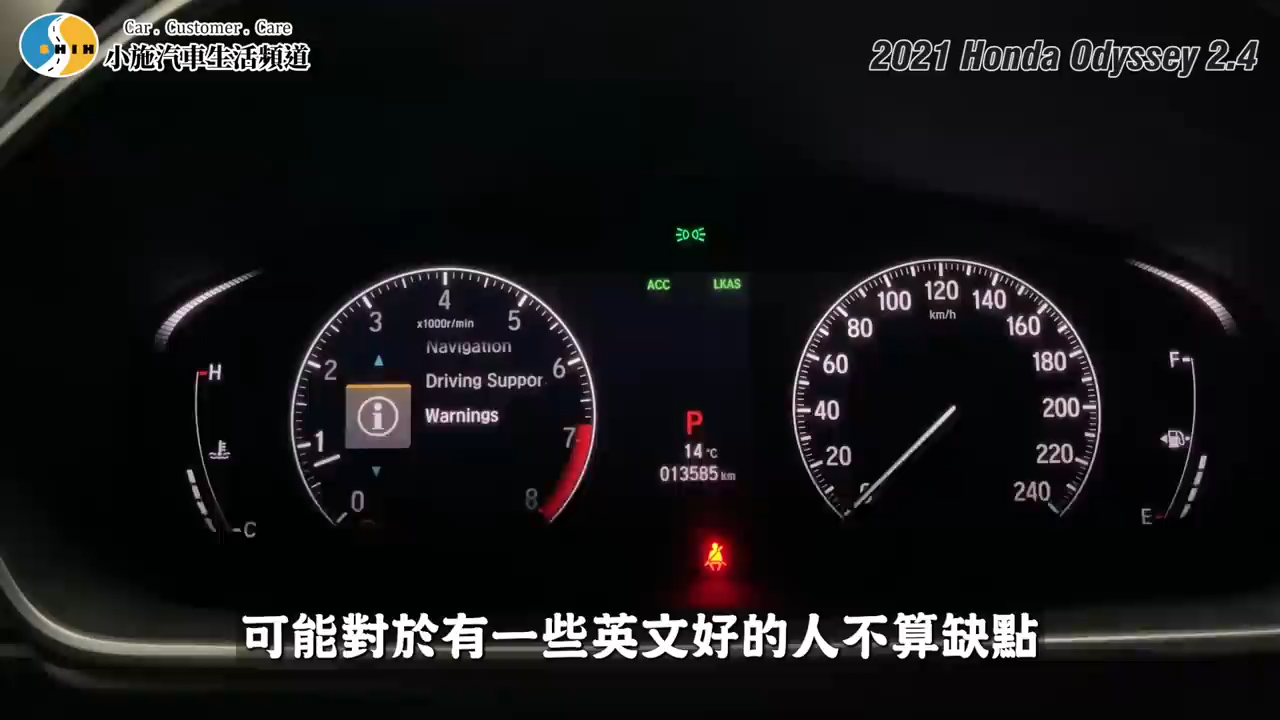 Car. Customer. Care
SHIH
小施汽車生活頻道
2021 Honda Odyssey 2.4
ACC
LKAS
4
3
5
x1000r/min
2
6
1
7
0
8
Navigation
Driving Suppor
Warnings
H
C
P
14 °C
013585 km
100
120
140
km/h
80
160
60
180
40
200
20
220
0
240
F
E
可能對於有一些英文好的人不算缺點